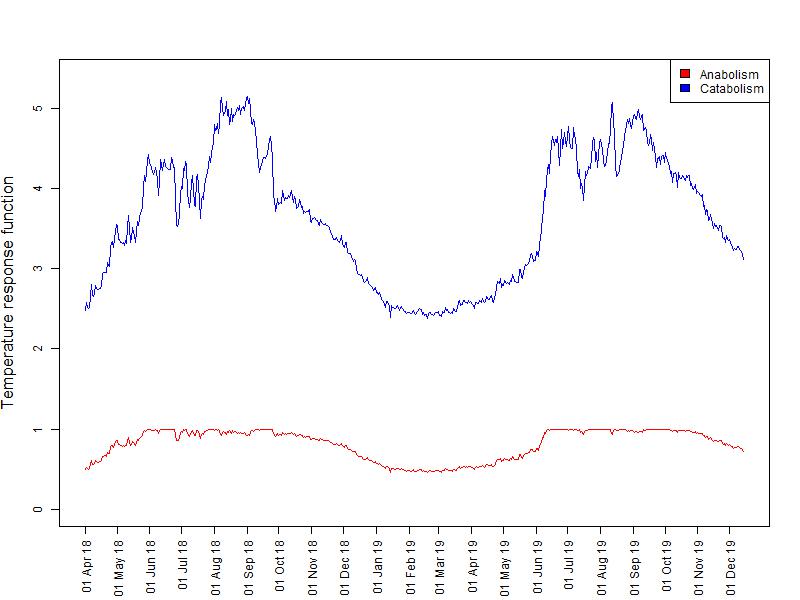 Anabolism
Catabolism
Temperature response function
5
4
3
2
1
0
01 Apr 18
01 May 18
01 Jun 18
01 Jul 18
01 Aug 18
01 Sep 18
01 Oct 18
01 Nov 18
01 Dec 18
01 Jan 19
01 Feb 19
01 Mar 19
01 Apr 19
01 May 19
01 Jun 19
01 Jul 19
01 Aug 19
01 Sep 19
01 Oct 19
01 Nov 19
01 Dec 19